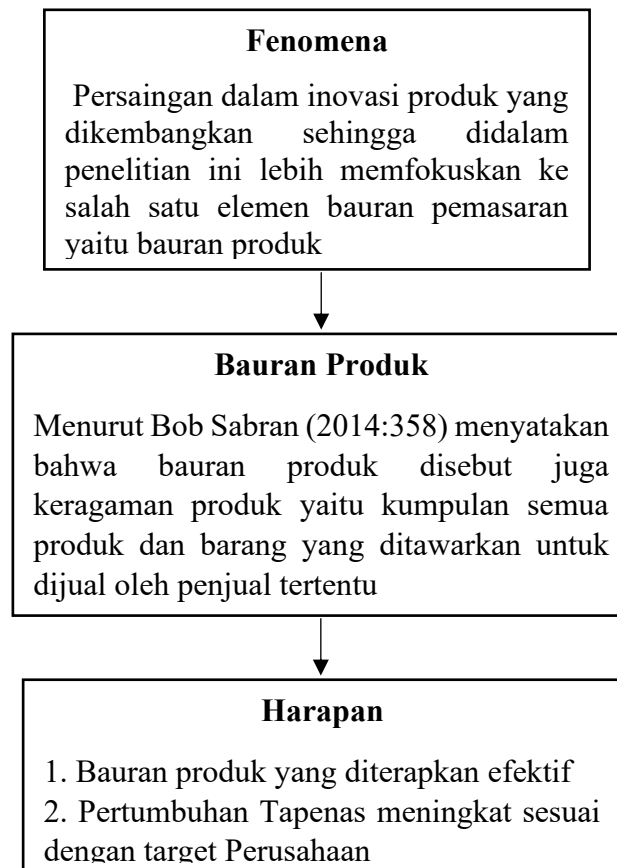 Fenomena
Persaingan dalam inovasi produk yang
dikembangkan sehingga didalam
penelitian ini lebih memfokuskan ke
salah satu elemen bauran pemasaran
yaitu bauran produk
Bauran Produk
Menurut Bob Sabran (2014:358) menyatakan
bahwa bauran produk disebut juga
keragaman produk yaitu kumpulan semua
produk dan barang yang ditawarkan untuk
dijual oleh penjual tertentu
Harapan
1. Bauran produk yang diterapkan efektif
2. Pertumbuhan Tapenas meningkat sesuai
dengan target Perusahaan